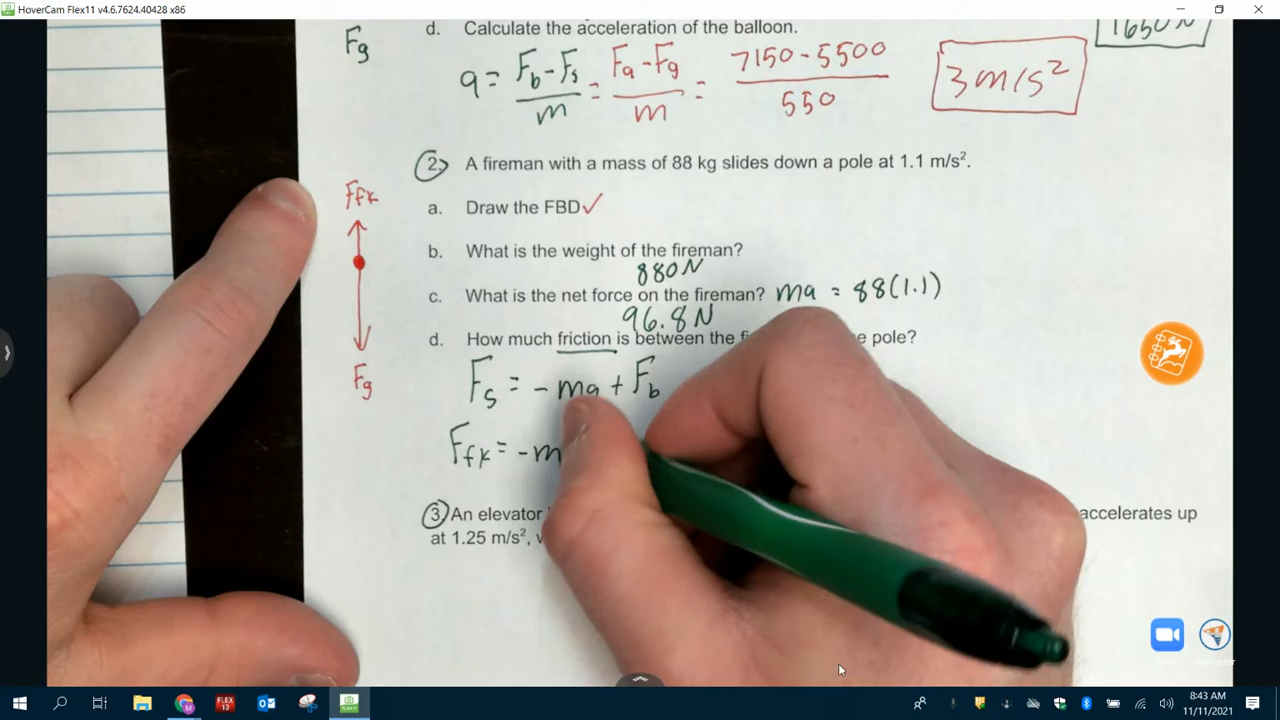 HoverCam Flex11 v4.6.7624.40428 x86
1650 N
d. Calculate the acceleration of the balloon.
Fg
a = Fb - Fs / m = Fa - Fg / m = 7150 - 5500 / 550
3 m/s²
2. A fireman with a mass of 88 kg slides down a pole at 1.1 m/s².
Ffk
a. Draw the FBD ✓
b. What is the weight of the fireman?
880 N
c. What is the net force on the fireman? ma = 88(1.1)
96.8 N
d. How much friction is between the pole?
Fg
Fs = - ma + Fb
Ffk = - m
3. An elevator accelerates up
at 1.25 m/s²,
FLEX
8:43 AM
11/11/2021